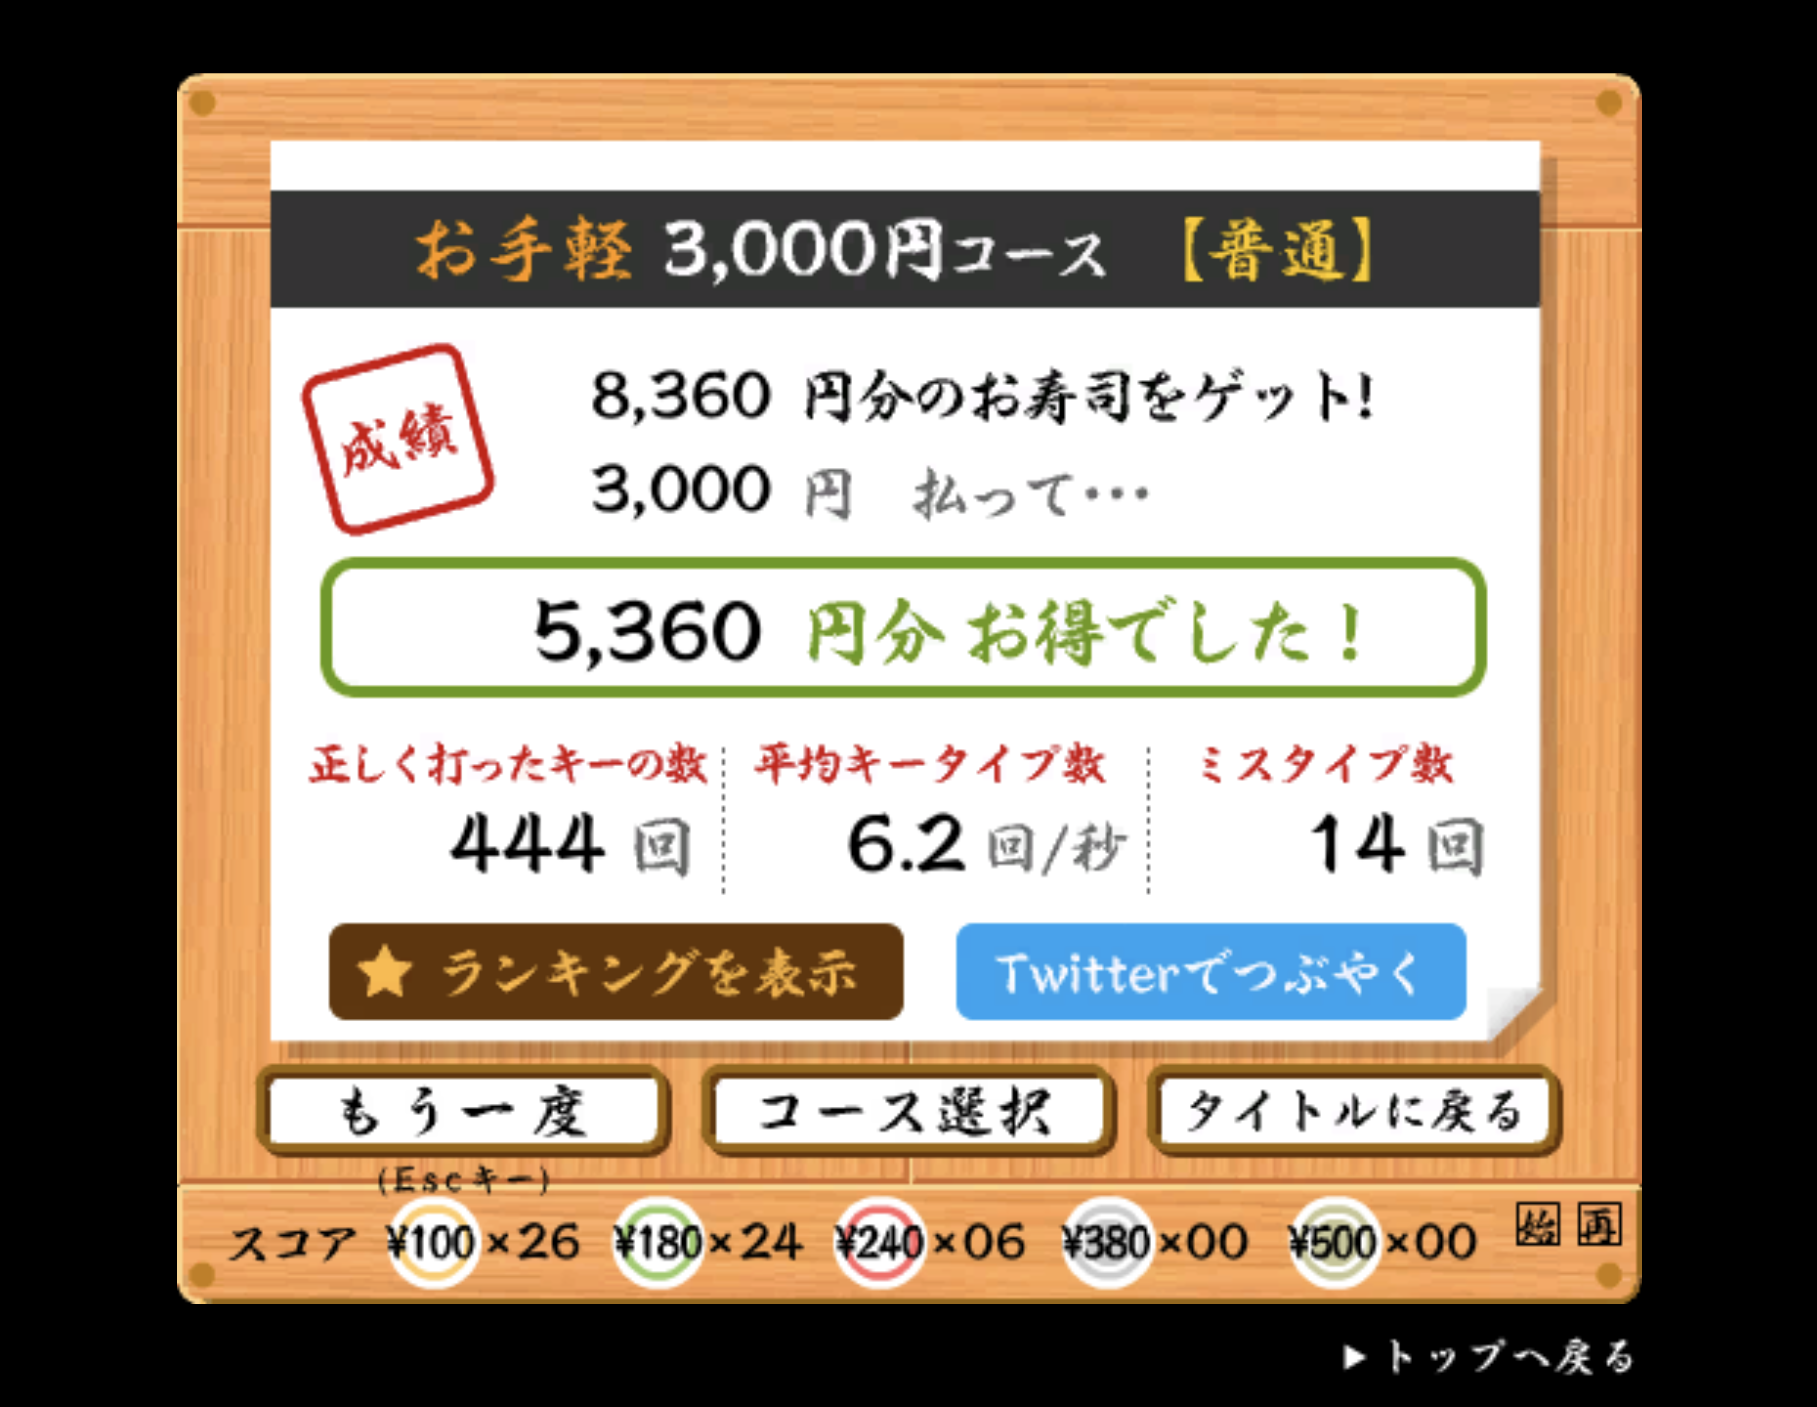 お手軽 3,000円コース 【普通】
成績
8,360 円分のお寿司をゲット!
3,000 円 払って…
5,360 円分 お得でした！
正しく打ったキーの数 平均キータイプ数 ミスタイプ数
444 回 6.2 回/秒 14 回
★ ランキングを表示 Twitterでつぶやく
もう一度 コース選択 タイトルに戻る
(Escキー)
スコア ¥100×26 ¥180×24 ¥240×06 ¥380×00 ¥500×00 始 再
▶トップへ戻る